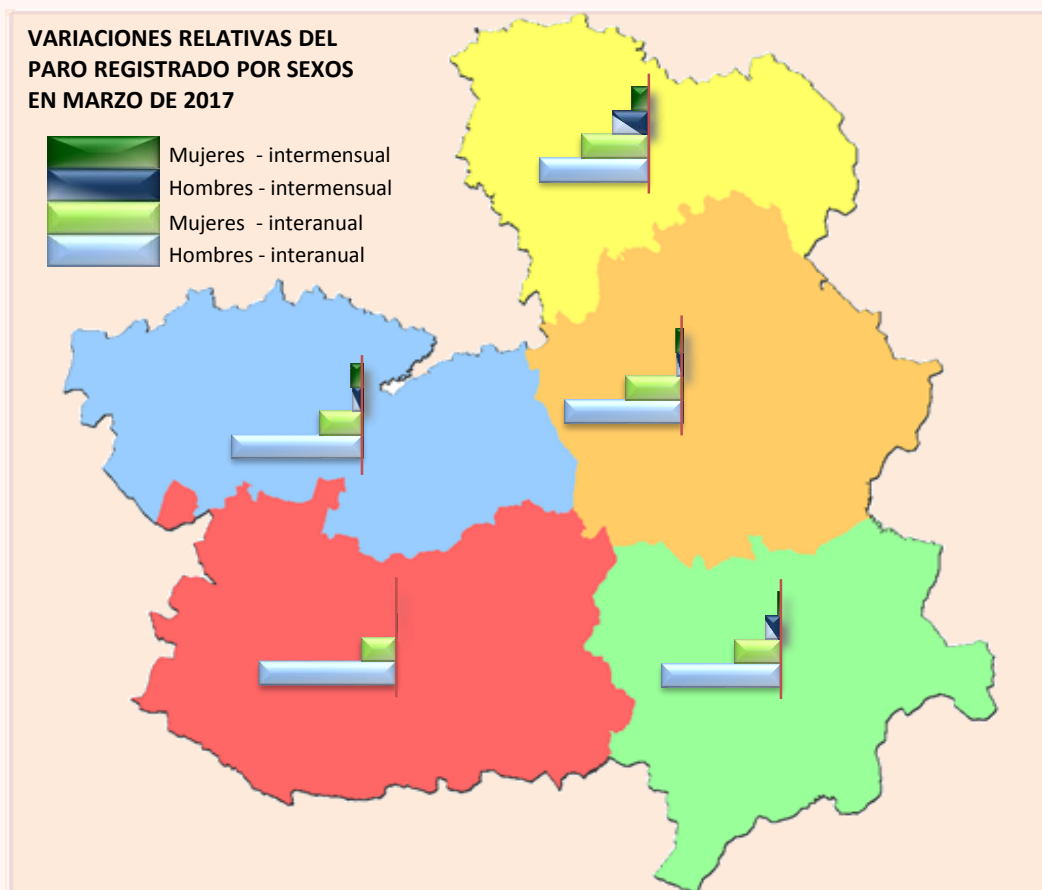 VARIACIONES RELATIVAS DEL
PARO REGISTRADO POR SEXOS
EN MARZO DE 2017
Mujeres - intermensual
Hombres - intermensual
Mujeres - interanual
Hombres - interanual